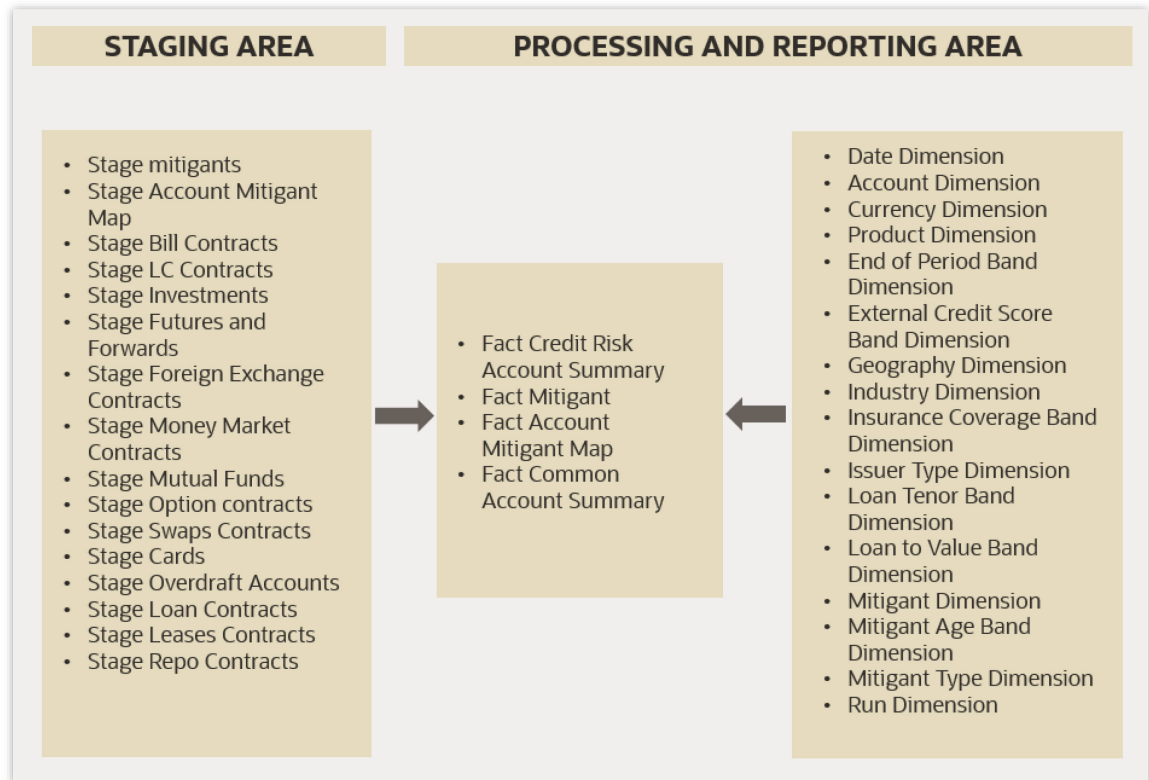 STAGING AREA
PROCESSING AND REPORTING AREA
• Stage mitigants
• Stage Account Mitigant
Map
• Stage Bill Contracts
• Stage LC Contracts
• Stage Investments
• Stage Futures and
Forwards
• Stage Foreign Exchange
Contracts
• Stage Money Market
Contracts
• Stage Mutual Funds
• Stage Option contracts
• Stage Swaps Contracts
• Stage Cards
• Stage Overdraft Accounts
• Stage Loan Contracts
• Stage Leases Contracts
• Stage Repo Contracts
• Fact Credit Risk
Account Summary
• Fact Mitigant
• Fact Account
Mitigant Map
• Fact Common
Account Summary
• Date Dimension
• Account Dimension
• Currency Dimension
• Product Dimension
• End of Period Band
Dimension
• External Credit Score
Band Dimension
• Geography Dimension
• Industry Dimension
• Insurance Coverage Band
Dimension
• Issuer Type Dimension
• Loan Tenor Band
Dimension
• Loan to Value Band
Dimension
• Mitigant Dimension
• Mitigant Age Band
Dimension
• Mitigant Type Dimension
• Run Dimension